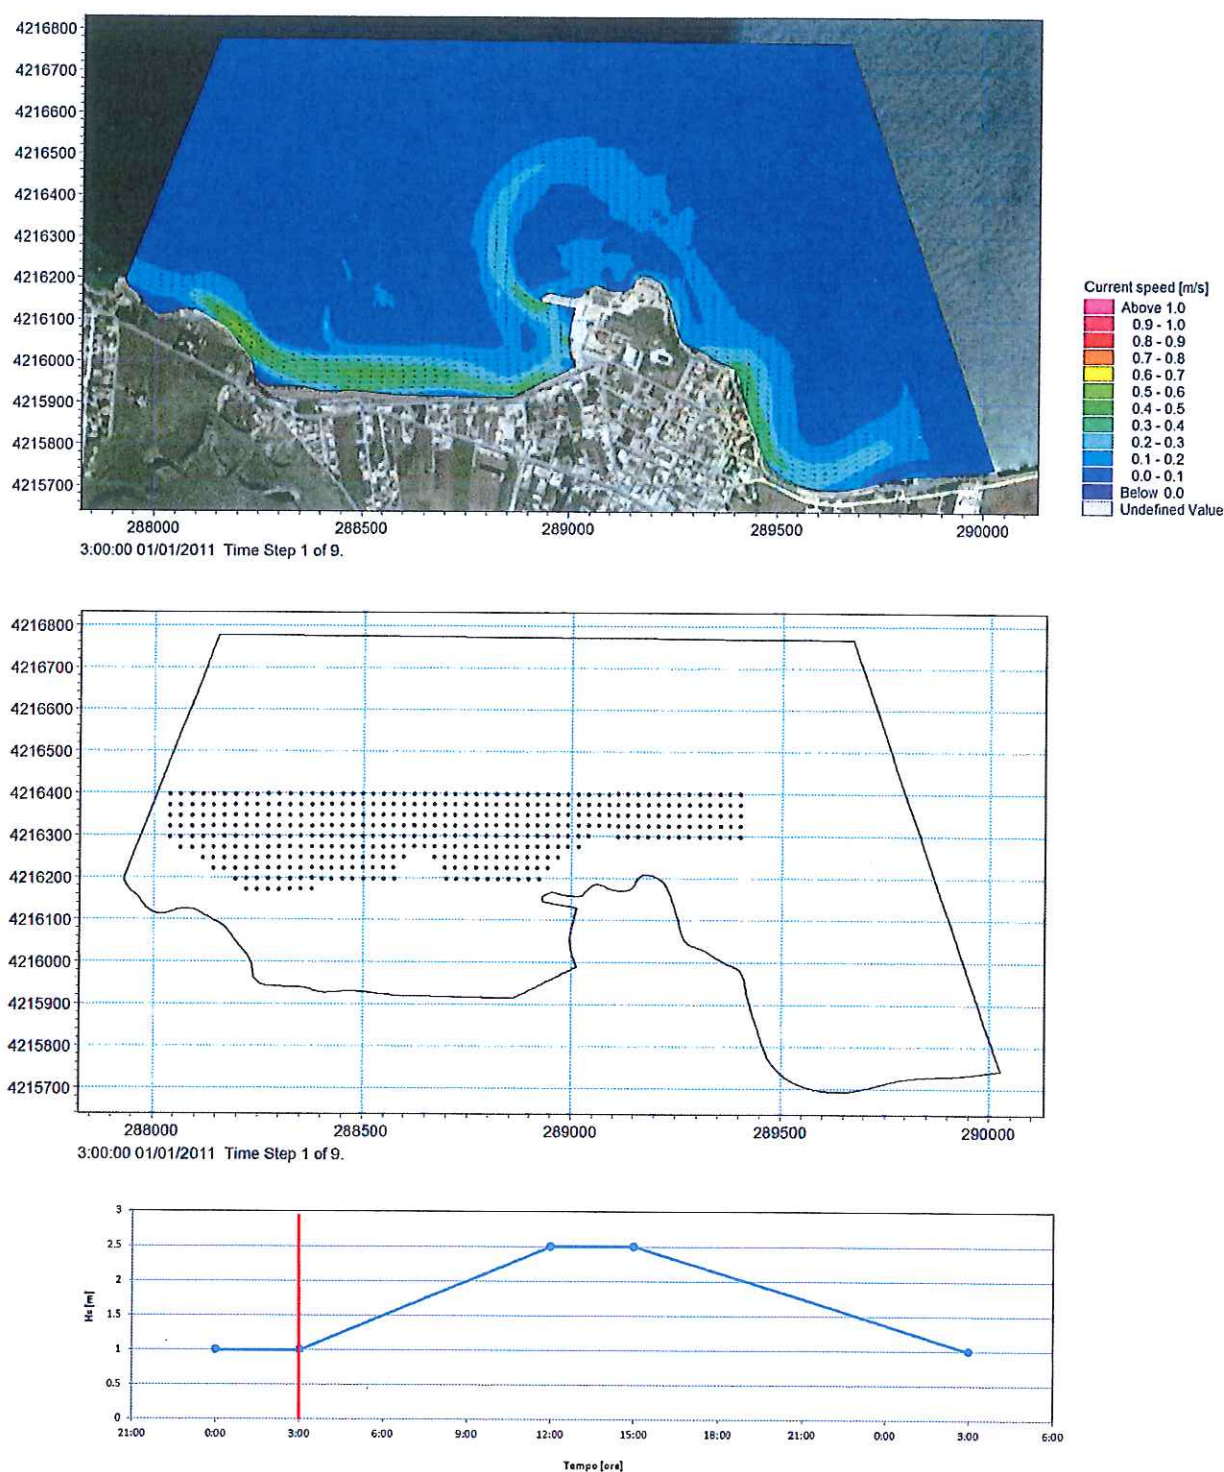 4216800
4216700
4216600
4216500
4216400
4216300
4216200
4216100
4216000
4215900
4215800
4215700
288000 288500 289000 289500 290000
3:00:00 01/01/2011 Time Step 1 of 9.
Current speed [m/s]
Above 1.0
0.9 - 1.0
0.8 - 0.9
0.7 - 0.8
0.6 - 0.7
0.5 - 0.6
0.4 - 0.5
0.3 - 0.4
0.2 - 0.3
0.1 - 0.2
0.0 - 0.1
Below 0.0
Undefined Value
4216800
4216700
4216600
4216500
4216400
4216300
4216200
4216100
4216000
4215900
4215800
4215700
288000 288500 289000 289500 290000
3:00:00 01/01/2011 Time Step 1 of 9.
Hs [m]
3
2.5
2
1.5
1
0.5
0
21:00 0:00 3:00 6:00 9:00 12:00 15:00 18:00 21:00 0:00 3:00 6:00
Tempo [ore]